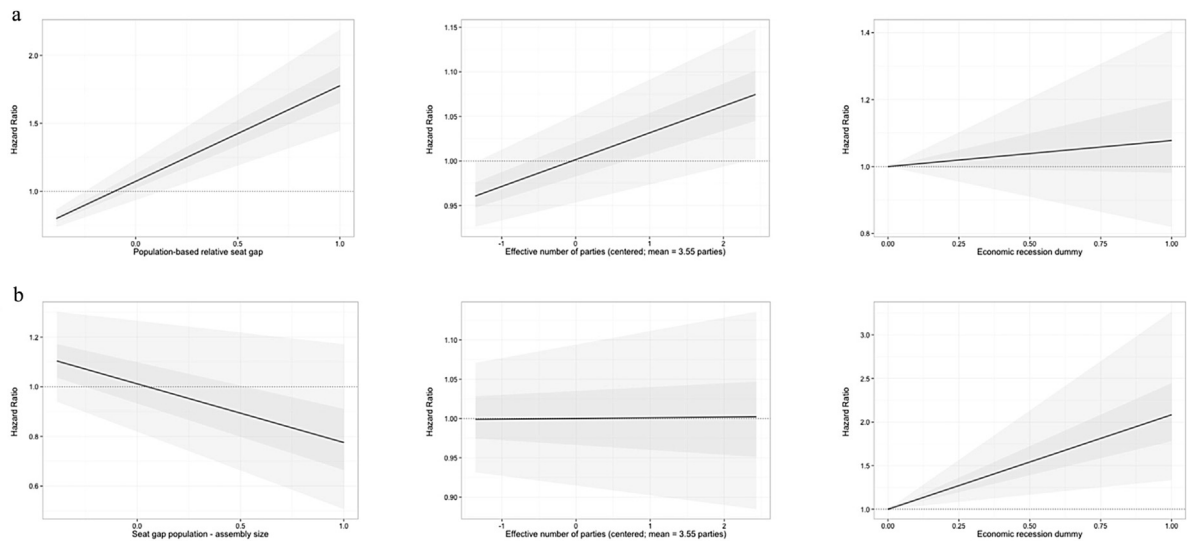 a
Hazard Ratio
2.0
1.5
1.0
0.0 0.5 1.0
Population-based relative seat gap
Hazard Ratio
1.15
1.10
1.05
1.00
0.95
-1 0 1 2
Effective number of parties (centered; mean = 3.55 parties)
Hazard Ratio
1.4
1.2
1.0
0.8
0.00 0.25 0.50 0.75 1.00
Economic recession dummy
b
Hazard Ratio
1.2
1.0
0.8
0.6
0.0 0.5 1.0
Seat gap population - assembly size
Hazard Ratio
1.10
1.05
1.00
0.95
0.90
-1 0 1 2
Effective number of parties (centered; mean = 3.55 parties)
Hazard Ratio
3.0
2.5
2.0
1.5
1.0
0.00 0.25 0.50 0.75 1.00
Economic recession dummy